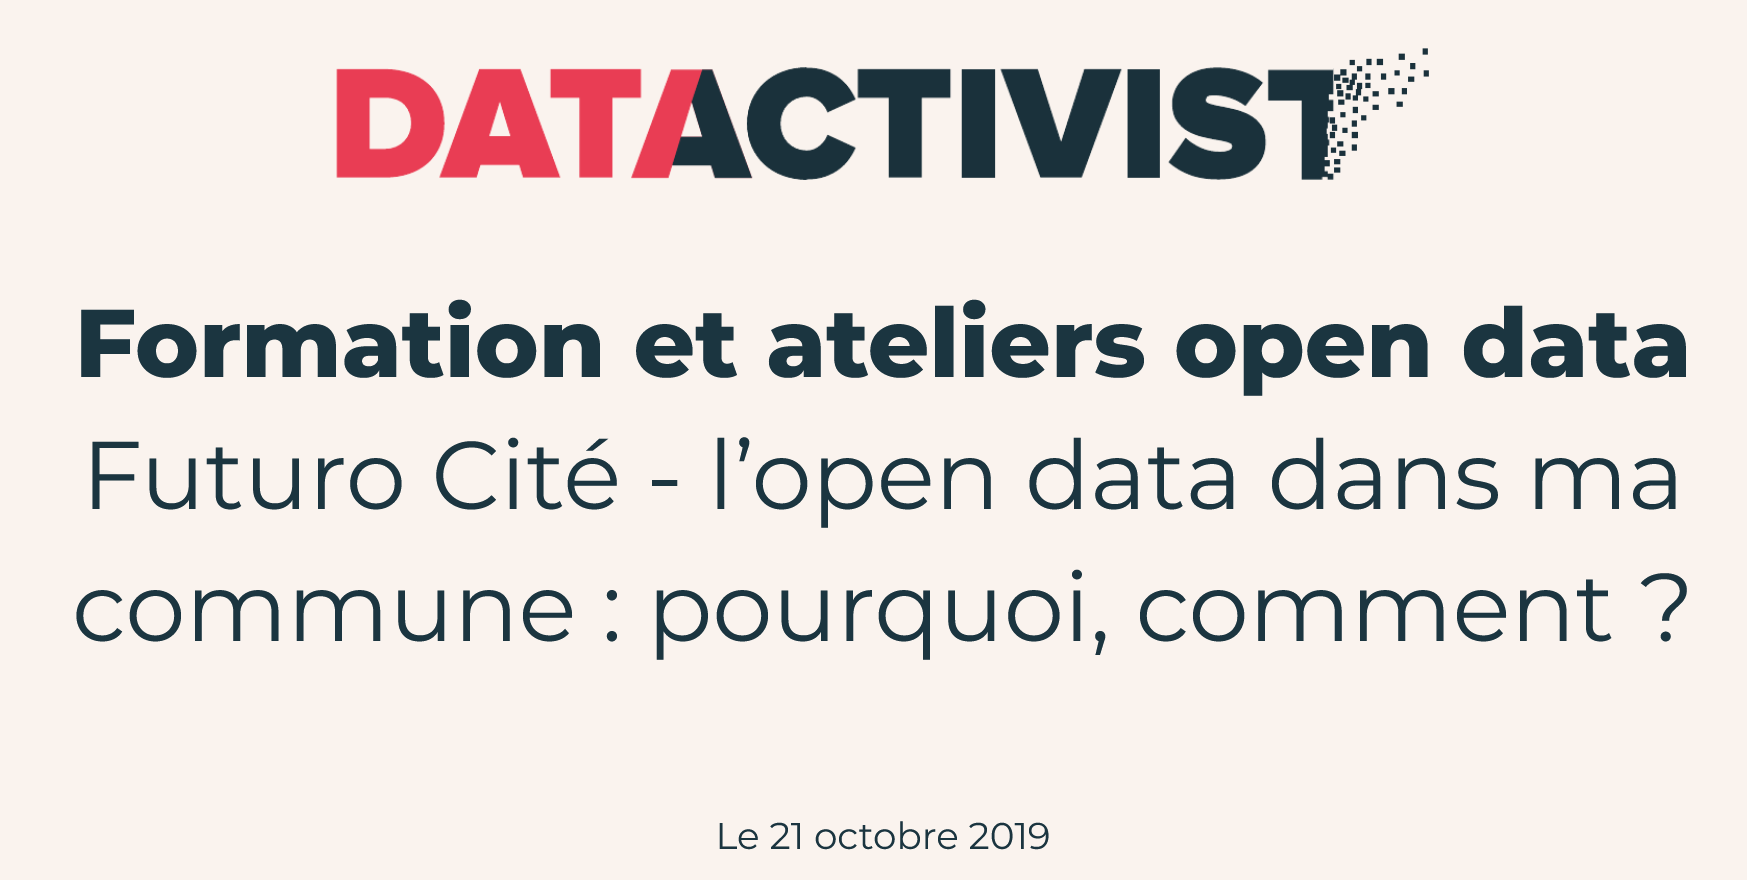 DATACTIVIST
Formation et ateliers open data
Futuro Cité - l’open data dans ma
commune : pourquoi, comment ?
Le 21 octobre 2019